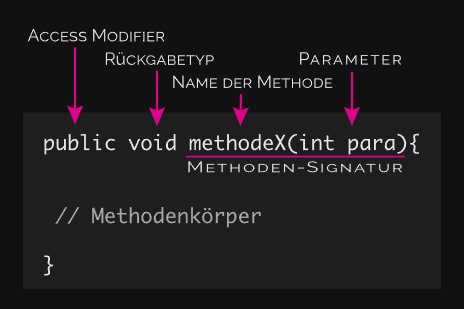 Access Modifier
Rückgabetyp
Parameter
Name der Methode
public void methodeX(int para){
Methoden-Signatur
// Methodenkörper
}